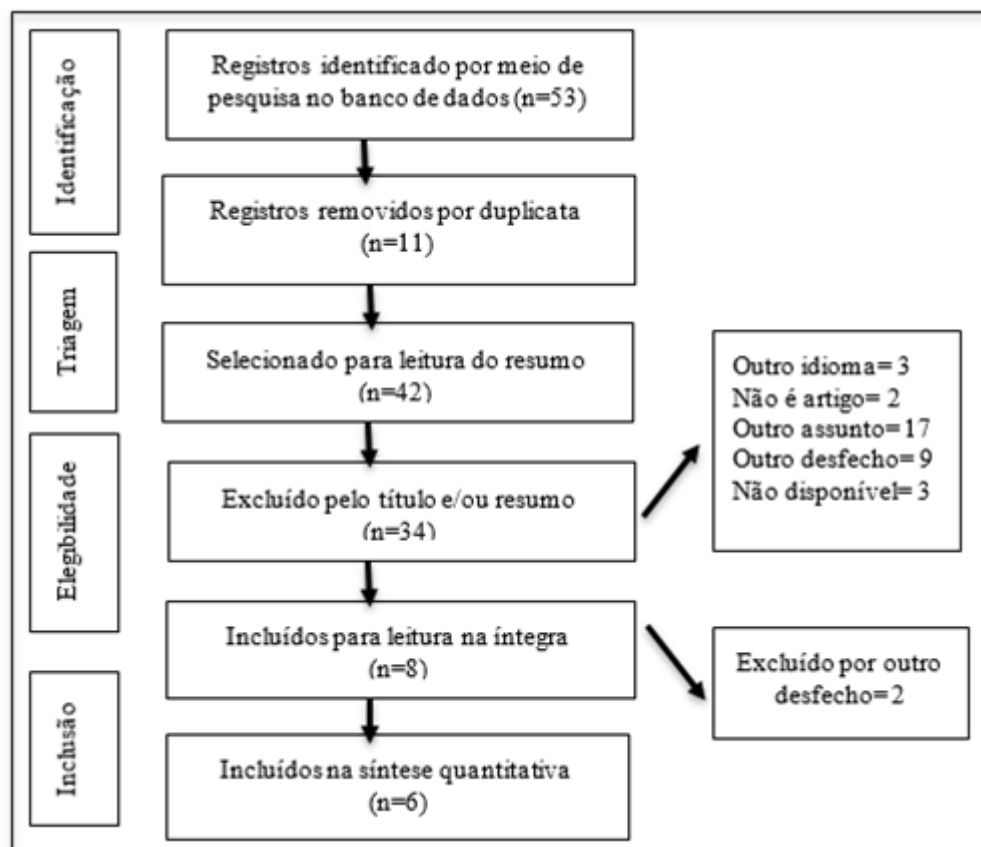 Identificação
Registros identificado por meio de
pesquisa no banco de dados (n=53)
Registros removidos por duplicata
(n=11)
Triagem
Selecionado para leitura do resumo
(n=42)
Elegibilidade
Excluído pelo título e/ou resumo
(n=34)
Outro idioma= 3
Não é artigo= 2
Outro assunto= 17
Outro desfecho= 9
Não disponível= 3
Incluídos para leitura na íntegra
(n=8)
Excluído por outro
desfecho= 2
Inclusão
Incluídos na síntese quantitativa
(n=6)